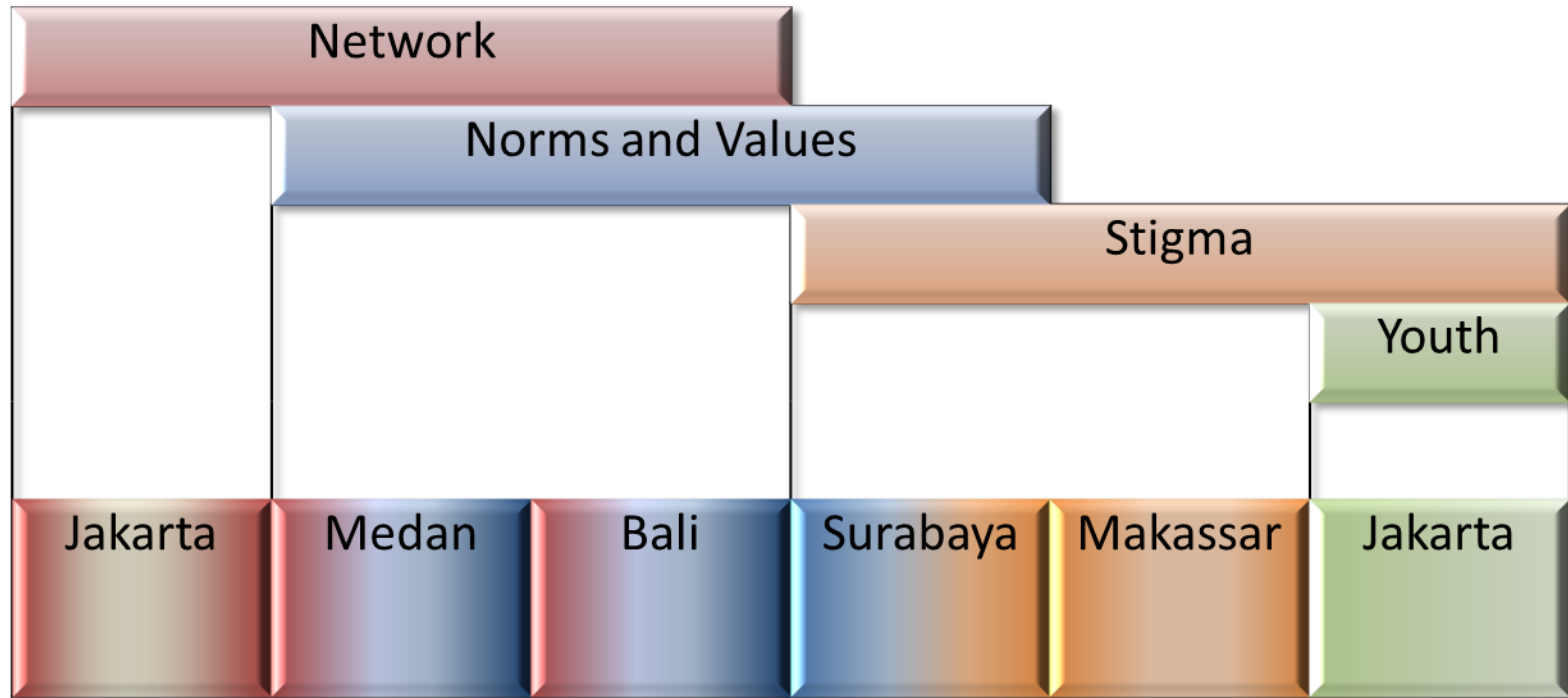 Network
Norms and Values
Stigma
Youth
Jakarta Medan Bali Surabaya Makassar Jakarta